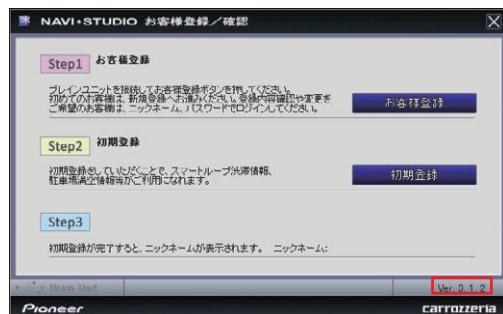 NAVI・STUDIO お客様登録／確認
Step1 お客様登録
ブレインユニットを接続してお客様登録ボタンを押してください。
初めてのお客様は、新規登録へお進みください。登録内容確認や変更を
ご希望のお客様は、ニックネーム、パスワードでログインしてください。
お客様登録
Step2 初期登録
初期登録をしていただくことで、スマートループ渋滞情報、
駐車場満空情報等がご利用になれます。
初期登録
Step3
初期登録が完了すると、ニックネームが表示されます。 ニックネーム:
Brain Unit
Ver. 3.1.2
Pioneer
carrozzeria